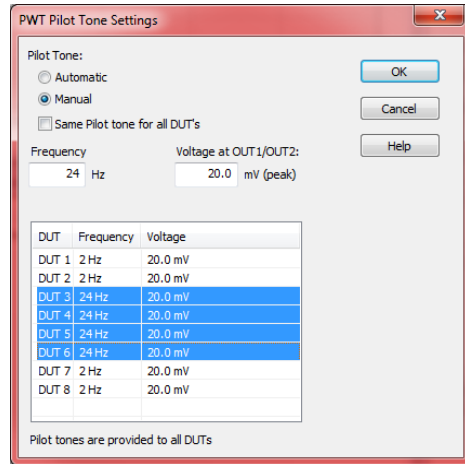 PWT Pilot Tone Settings
Pilot Tone:
Automatic
Manual
Same Pilot tone for all DUT's
OK
Cancel
Help
Frequency
24 Hz
Voltage at OUT1/OUT2:
20.0 mV (peak)
DUT Frequency Voltage
DUT 1 2 Hz 20.0 mV
DUT 2 2 Hz 20.0 mV
DUT 3 24 Hz 20.0 mV
DUT 4 24 Hz 20.0 mV
DUT 5 24 Hz 20.0 mV
DUT 6 24 Hz 20.0 mV
DUT 7 2 Hz 20.0 mV
DUT 8 2 Hz 20.0 mV
Pilot tones are provided to all DUTs